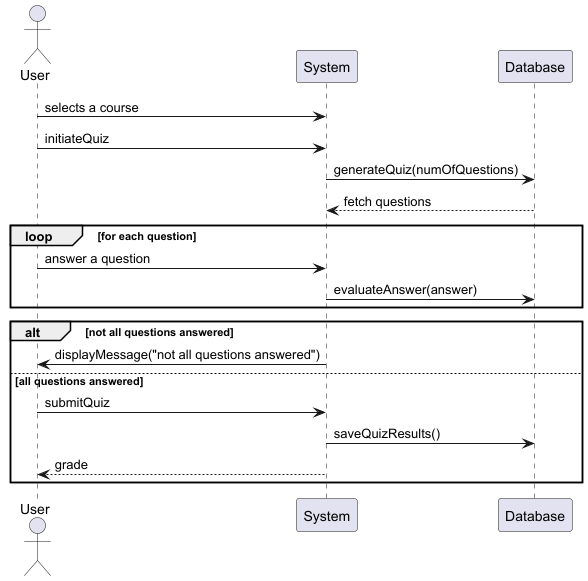 User
System
Database
selects a course
initiateQuiz
generateQuiz(numOfQuestions)
fetch questions
loop [for each question]
answer a question
evaluateAnswer(answer)
alt [not all questions answered]
displayMessage("not all questions answered")
[all questions answered]
submitQuiz
saveQuizResults()
grade
User
System
Database